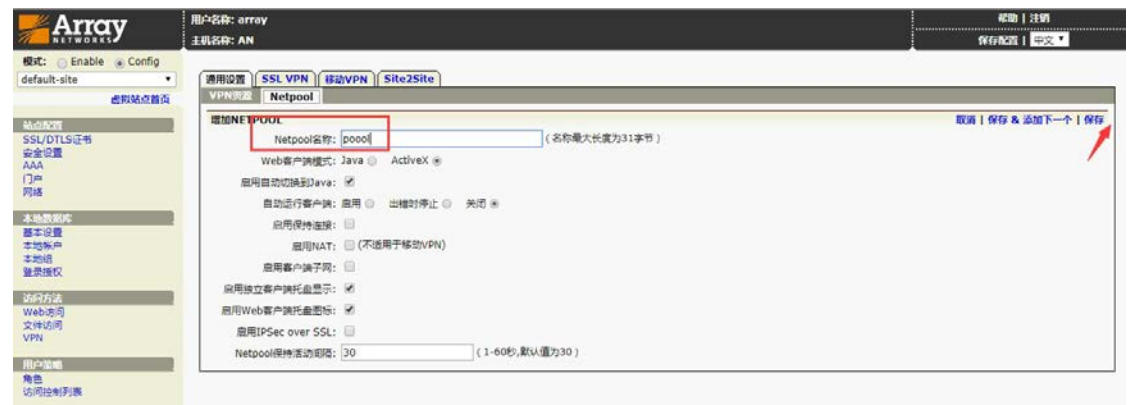 Array
NETWORKS
用户名称: array
主机名称: AN
帮助 | 注销
保存配置 | 中文
模式: Enable Config
default-site
虚拟站点首页
站点配置
SSL/DTLS证书
安全设置
AAA
门户
网络
本地数据库
基本设置
本地帐户
本地组
登录授权
访问方法
Web访问
文件访问
VPN
用户策略
角色
访问控制列表
通用设置 SSL VPN 移动VPN Site2Site
VPN资源 Netpool
增加NETPOOL
取消 | 保存 & 添加下一个 | 保存
Netpool名称: poool (名称最大长度为31字节)
Web客户端模式: Java ActiveX
启用自动切换到Java:
自动运行客户端: 启用 出错时停止 关闭
启用保持连接:
启用NAT: (不适用于移动VPN)
启用客户端子网:
启用独立客户端托盘显示:
启用Web客户端托盘图标:
启用IPSec over SSL:
Netpool保持活动间隔: 30 (1-60秒,默认值为30)